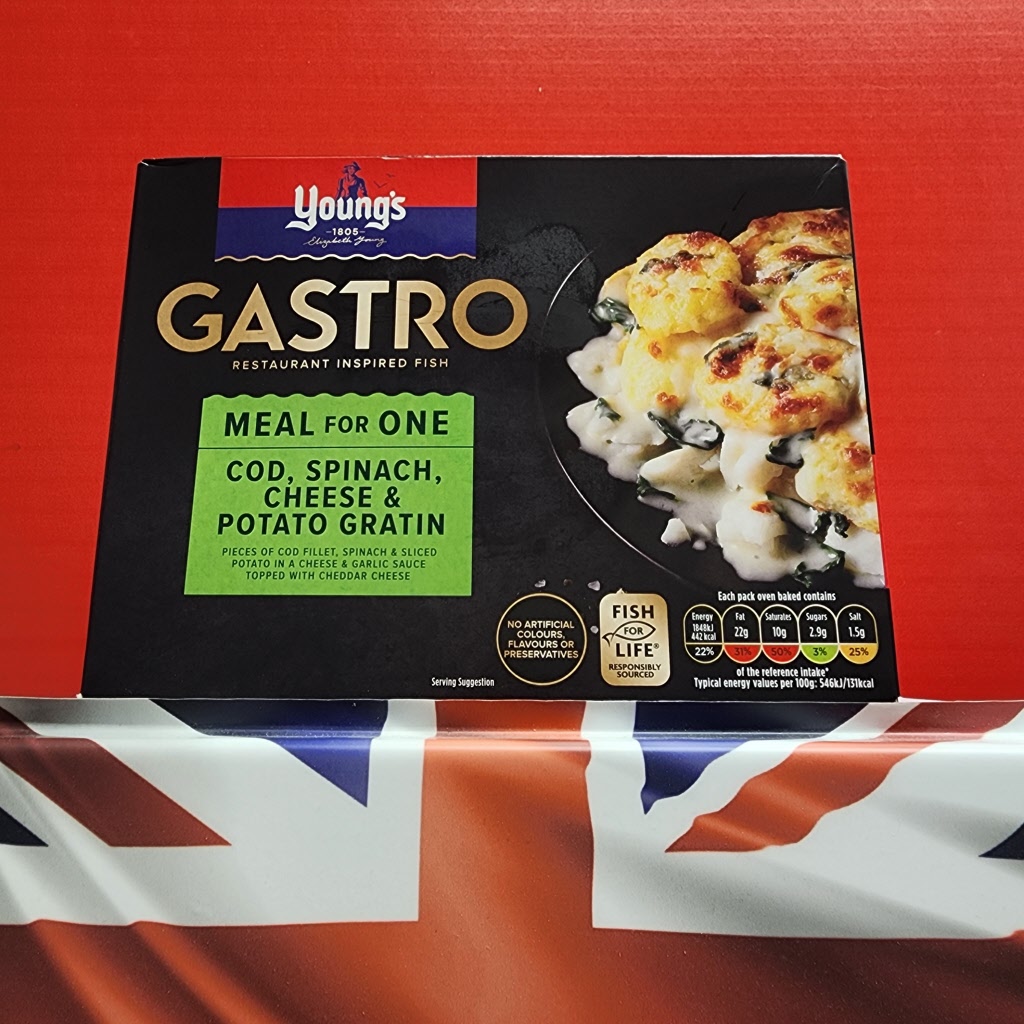 Young's
1805
Elizabeth Young
GASTRO
RESTAURANT INSPIRED FISH
MEAL FOR ONE
COD, SPINACH,
CHEESE &
POTATO GRATIN
PIECES OF COD FILLET, SPINACH & SLICED
POTATO IN A CHEESE & GARLIC SAUCE
TOPPED WITH CHEDDAR CHEESE
NO ARTIFICIAL
COLOURS,
FLAVOURS OR
PRESERVATIVES
FISH
FOR
LIFE®
RESPONSIBLY
SOURCED
Serving Suggestion
Each pack oven baked contains
Energy Fat Saturates Sugars Salt
1848kJ
442 kcal 22g 10g 2.9g 1.5g
22% 31% 50% 3% 25%
of the reference intake*
Typical energy values per 100g: 546kJ/131kcal